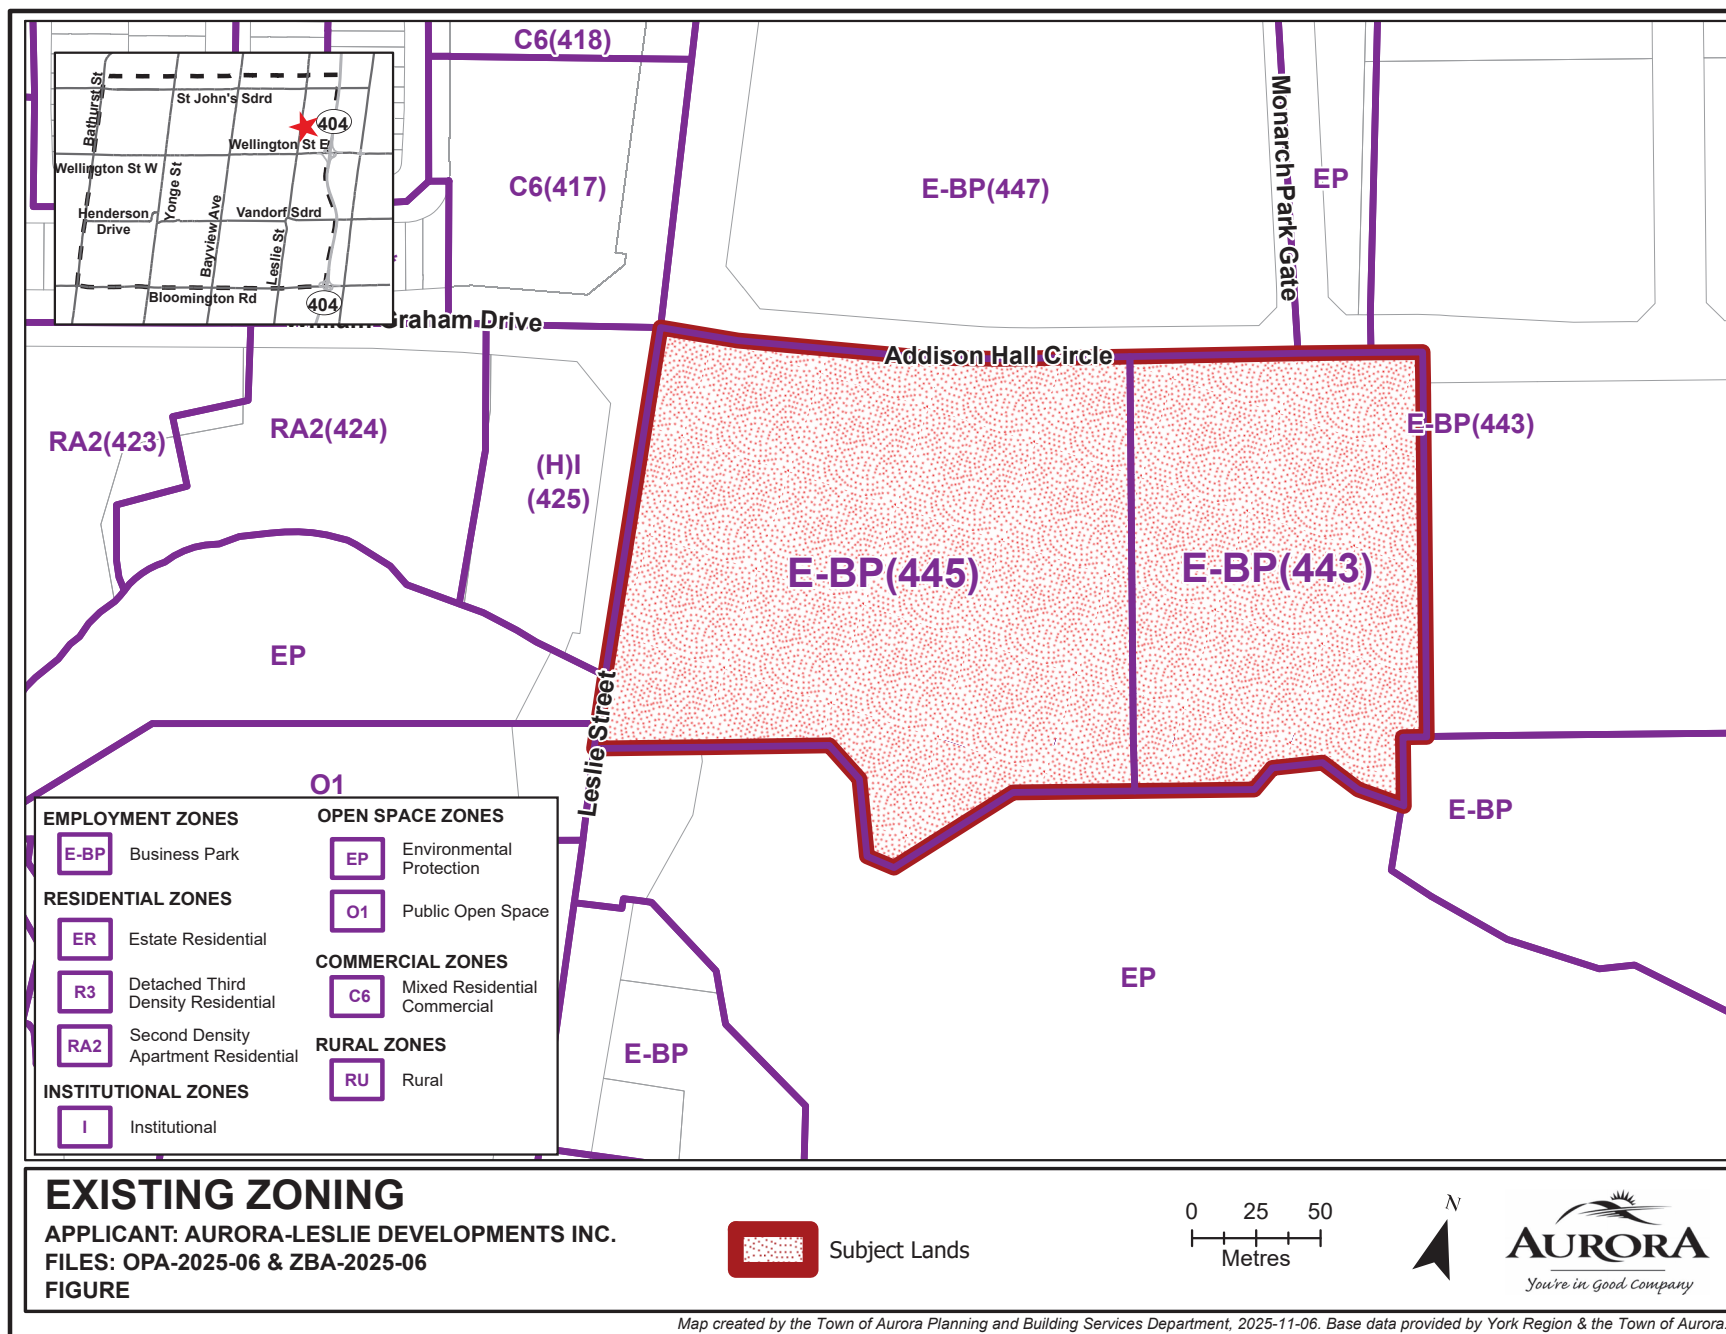 C6(418)
Bathurst St
St John's Sdrd
404
Wellington St E
Wellington St W
Yonge St
Henderson
Drive
Bayview Ave
Vandorf Sdrd
Leslie St
Bloomington Rd
404
C6(417)
E-BP(447)
Monarch Park Gate
EP
Graham Drive
Addison Hall Circle
RA2(423)
RA2(424)
(H)I
(425)
E-BP(443)
E-BP(445)
E-BP(443)
EP
Leslie Street
O1
E-BP
EP
E-BP
EMPLOYMENT ZONES
E-BP Business Park
RESIDENTIAL ZONES
ER Estate Residential
R3 Detached Third
Density Residential
RA2 Second Density
Apartment Residential
INSTITUTIONAL ZONES
I Institutional
OPEN SPACE ZONES
EP Environmental
Protection
O1 Public Open Space
COMMERCIAL ZONES
C6 Mixed Residential
Commercial
RURAL ZONES
RU Rural
EXISTING ZONING
APPLICANT: AURORA-LESLIE DEVELOPMENTS INC.
FILES: OPA-2025-06 & ZBA-2025-06
FIGURE
Subject Lands
0 25 50
Metres
N
AURORA
You're in Good Company
Map created by the Town of Aurora Planning and Building Services Department, 2025-11-06. Base data provided by York Region & the Town of Aurora.